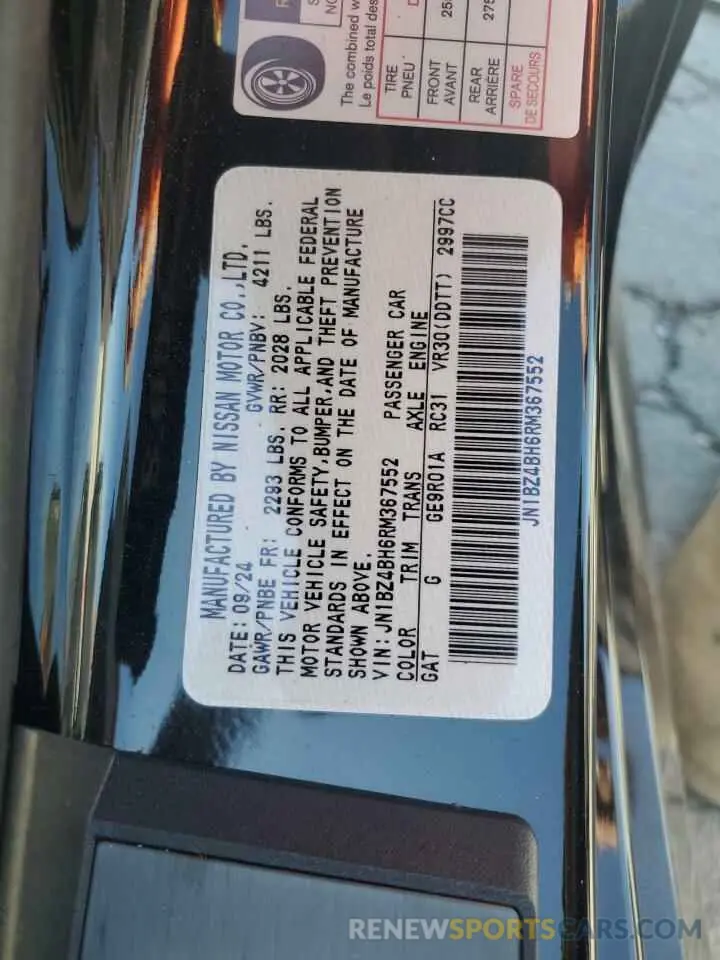 The combined w
Le poids total des
TIRE
PNEU
FRONT
AVANT
REAR
ARRIÈRE
SPARE
DE SECOURS
MANUFACTURED BY NISSAN MOTOR CO.,LTD.
DATE: 09/24 GVWR/PNBV: 4211 LBS.
GAWR/PNBE FR: 2293 LBS. RR: 2028 LBS.
THIS VEHICLE CONFORMS TO ALL APPLICABLE FEDERAL
MOTOR VEHICLE SAFETY,BUMPER,AND THEFT PREVENTION
STANDARDS IN EFFECT ON THE DATE OF MANUFACTURE
SHOWN ABOVE.
VIN: JN1BZ4BH6RM367552 PASSENGER CAR
COLOR TRIM TRANS AXLE ENGINE
GAT G GE9R01A RC31 VR30(DDTT) 2997CC
JN1BZ4BH6RM367552
RENEWSPORTSCARS.COM